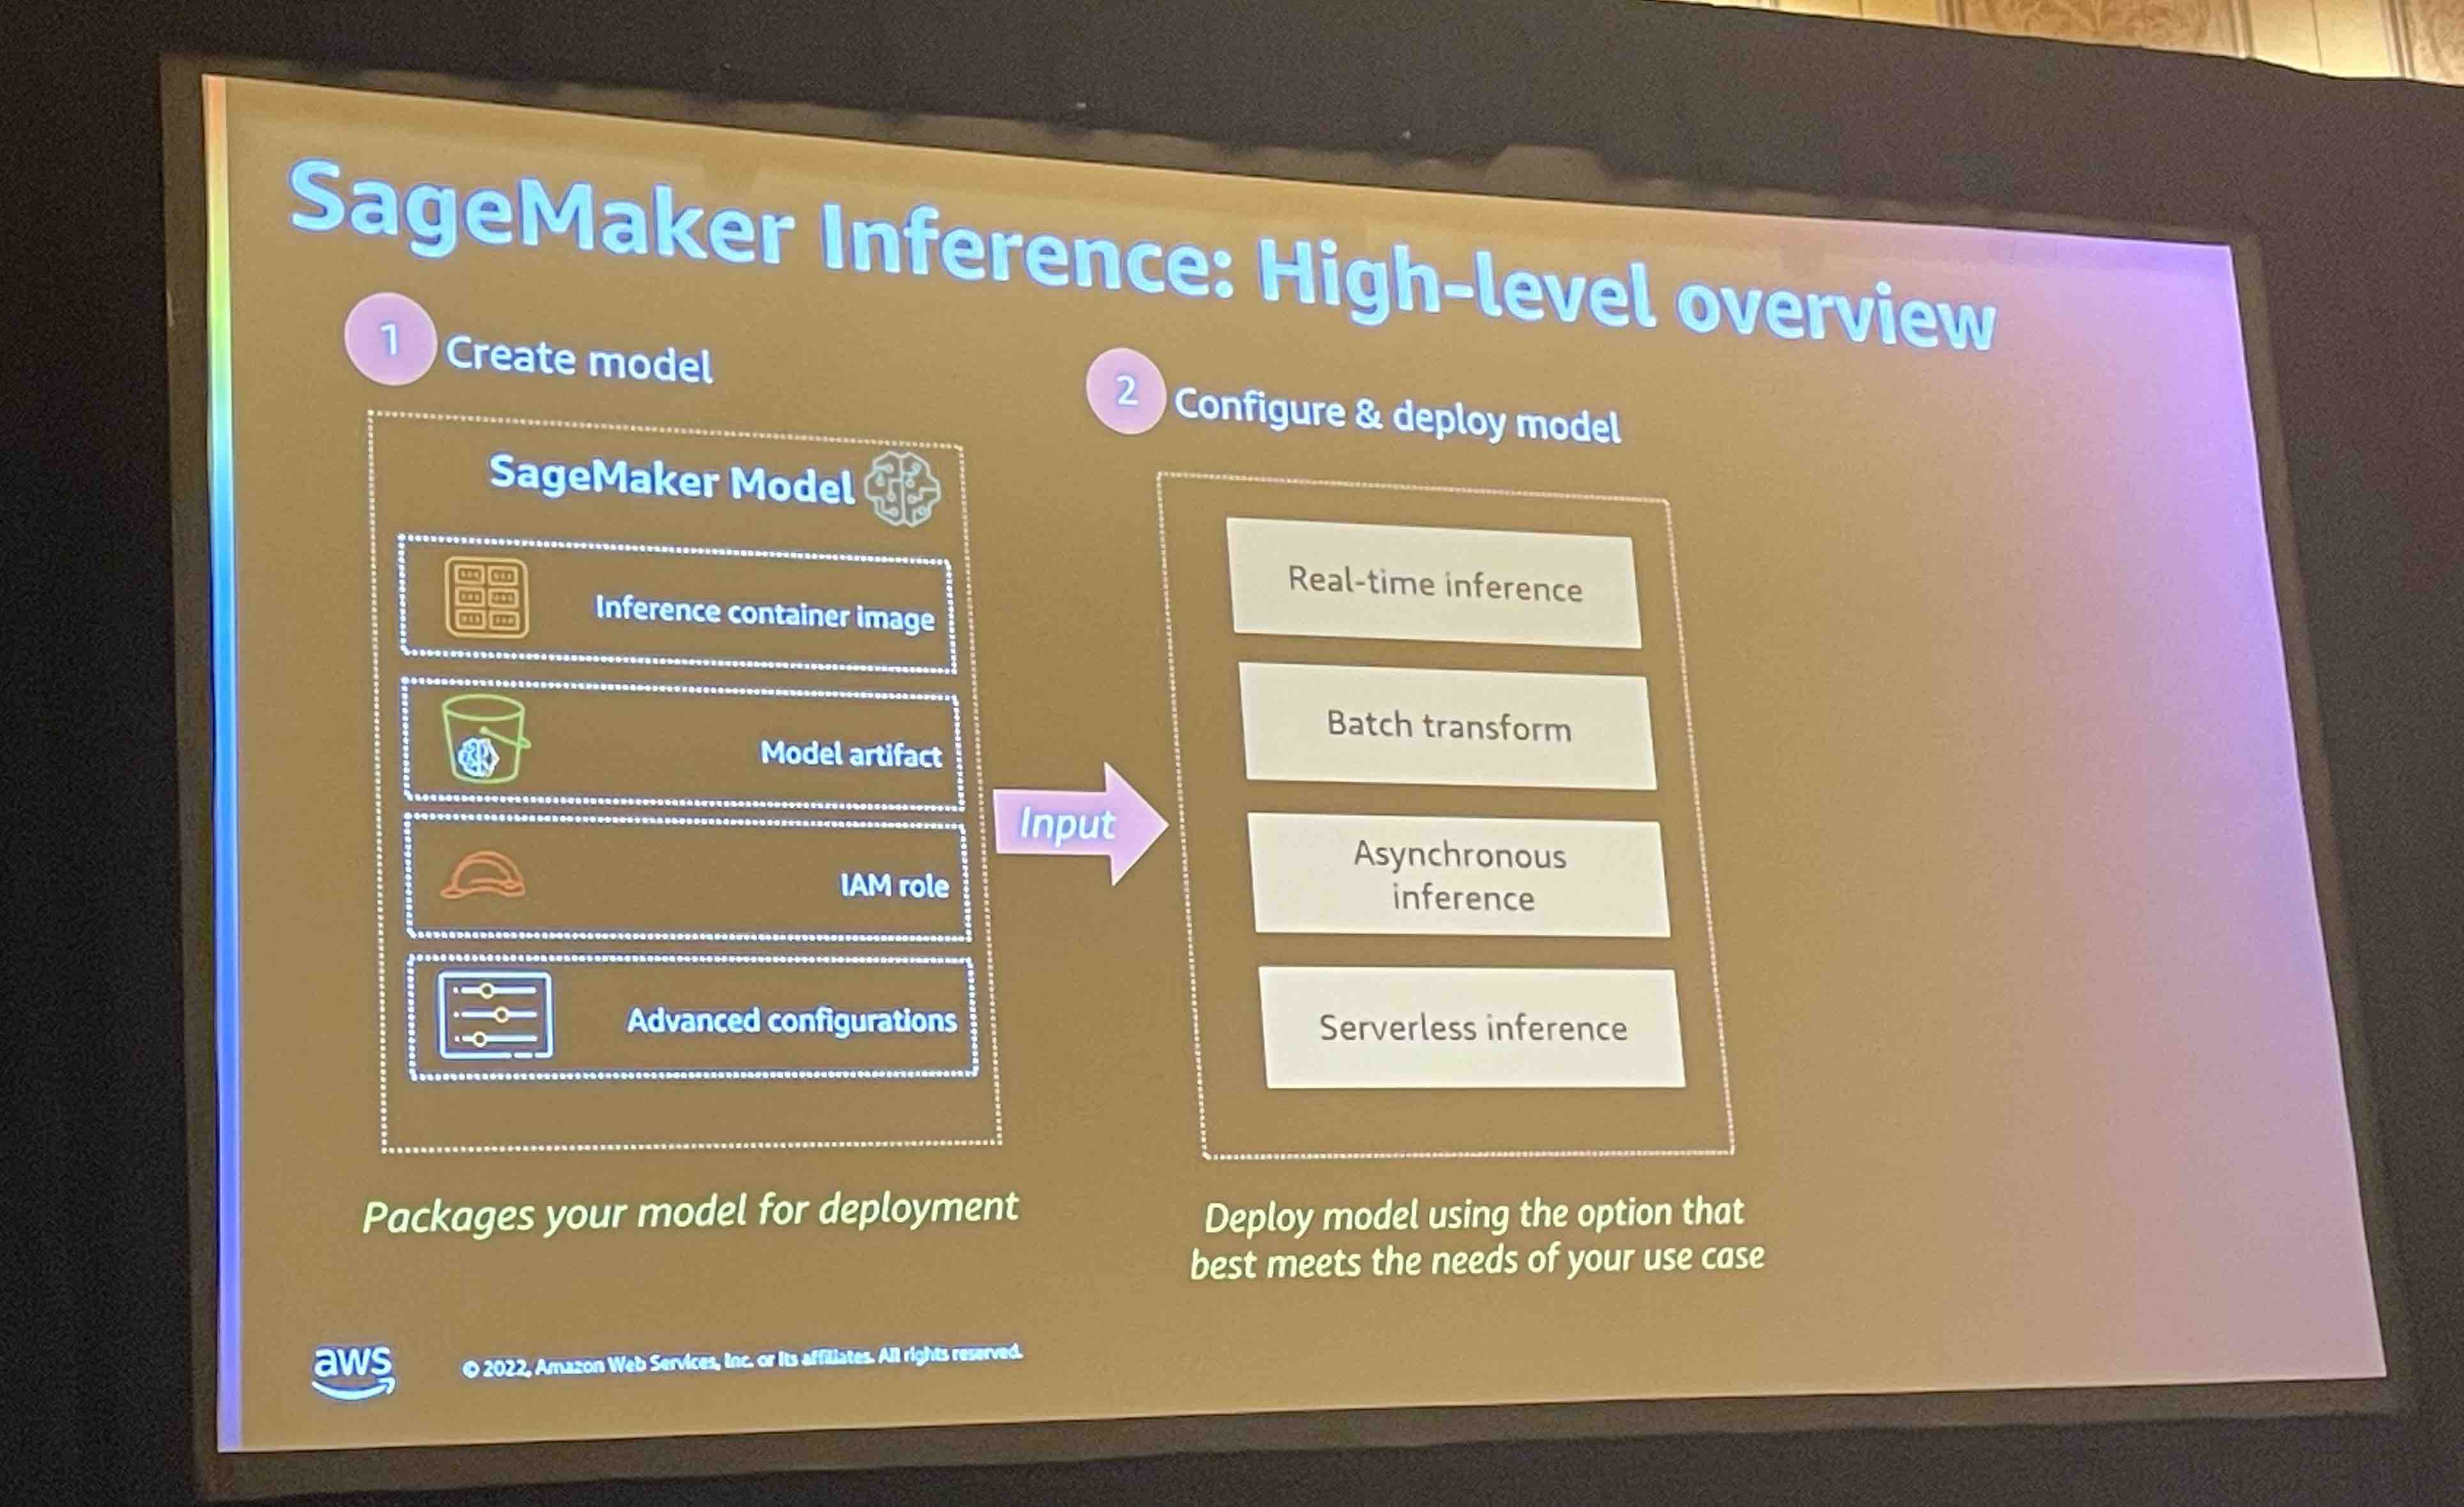 SageMaker Inference: High-level overview
1 Create model
SageMaker Model
Inference container image
Model artifact
IAM role
Advanced configurations
Packages your model for deployment
Input
2 Configure & deploy model
Real-time inference
Batch transform
Asynchronous
inference
Serverless inference
Deploy model using the option that
best meets the needs of your use case
aws
© 2022, Amazon Web Services, Inc. or its affiliates. All rights reserved.